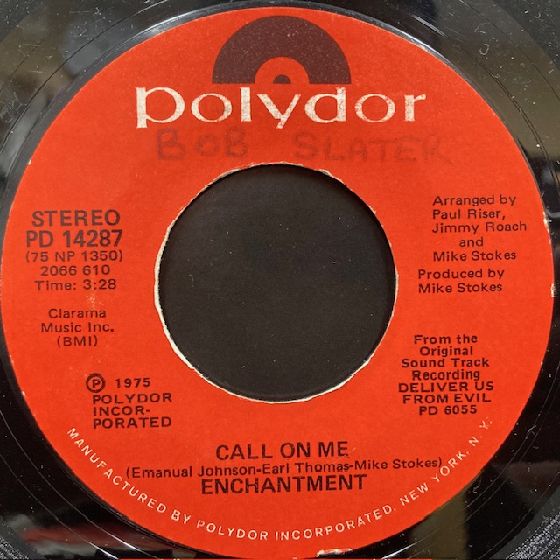 polydor
BOB SLATER
STEREO
PD 14287
(75 NP 1350)
2066 610
Time: 3:28
Clarama
Music Inc.
(BMI)
Ⓟ 1975
POLYDOR
INCOR-
PORATED
Arranged by
Paul Riser,
Jimmy Roach
and
Mike Stokes
Produced by
Mike Stokes
From the
Original
Sound Track
Recording
DELIVER US
FROM EVIL
PD 6055
CALL ON ME
(Emanual Johnson-Earl Thomas-Mike Stokes)
ENCHANTMENT
MANUFACTURED BY POLYDOR INCORPORATED, NEW YORK, N.Y.